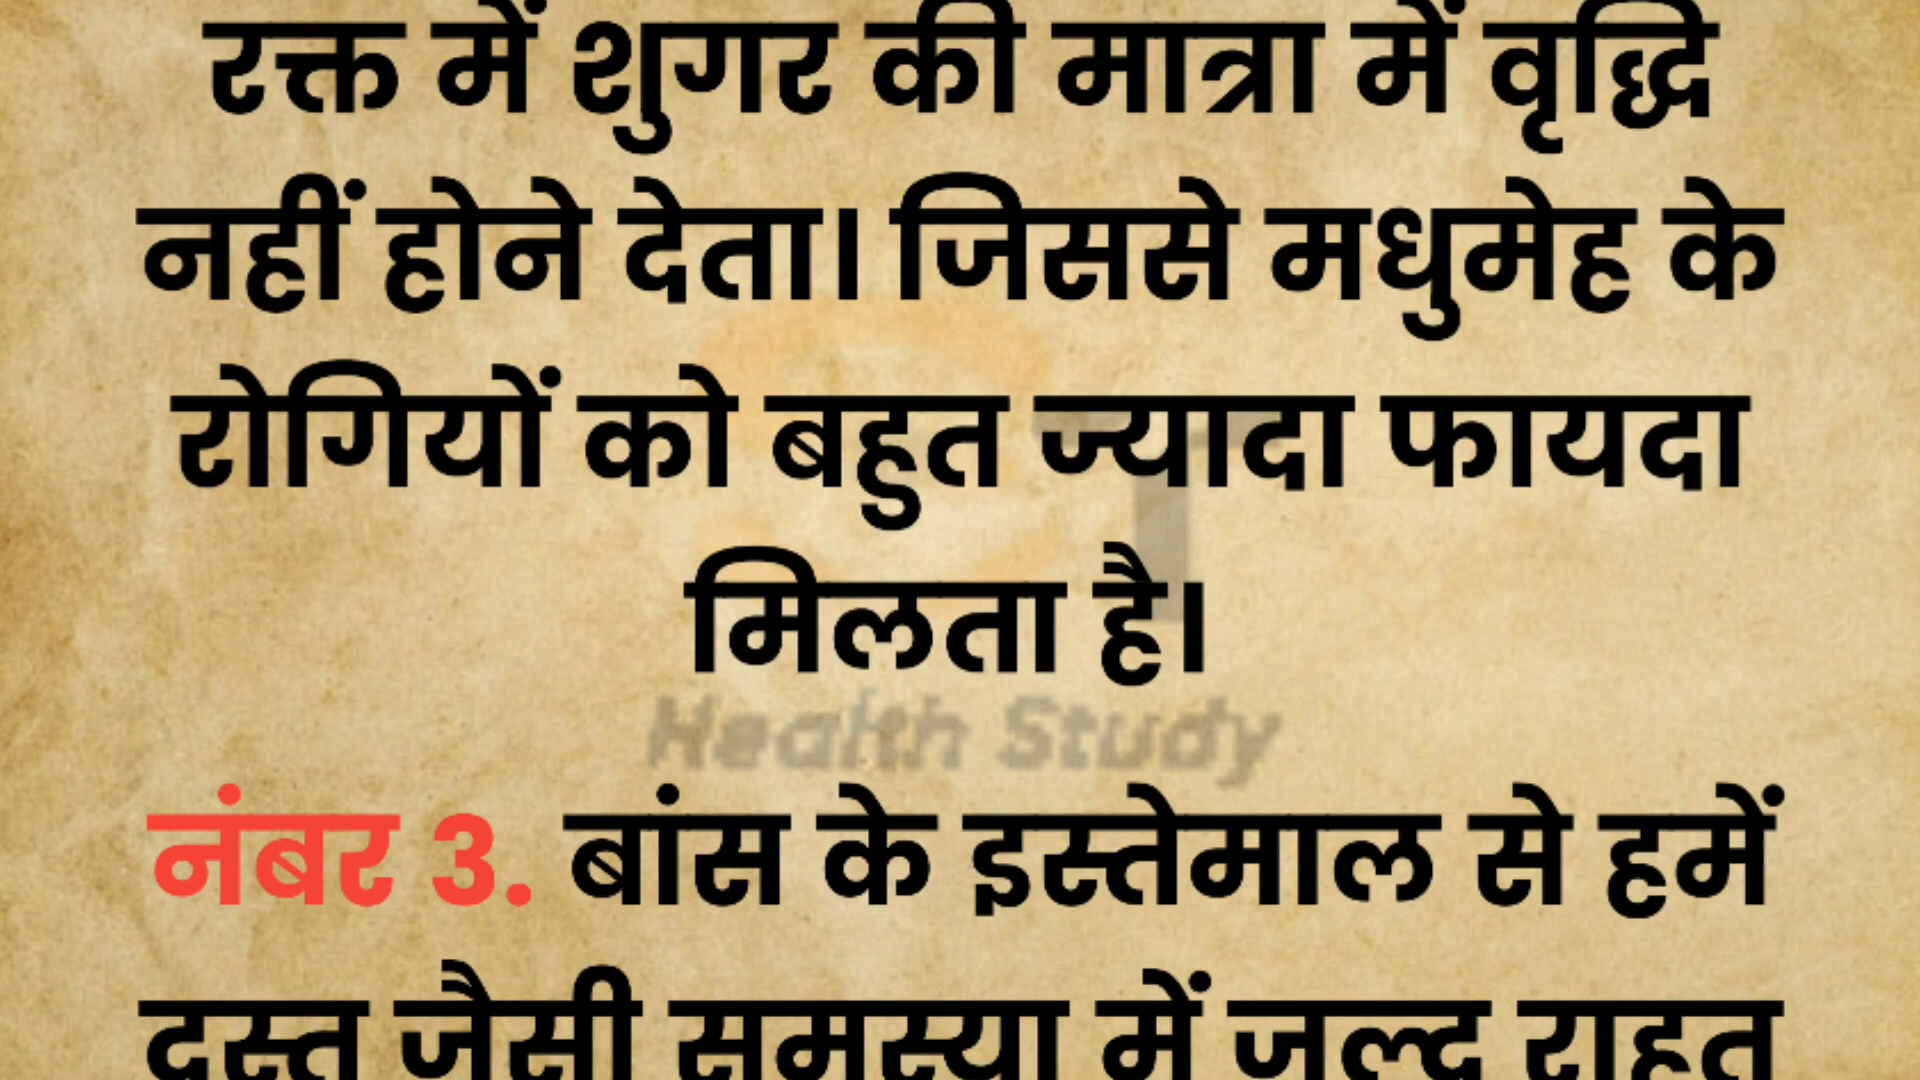 रक्त में शुगर की मात्रा में वृद्धि
नहीं होने देता। जिससे मधुमेह के
रोगियों को बहुत ज्यादा फायदा
मिलता है।
Health Study
नंबर 3. बांस के इस्तेमाल से हमें
दस्त जैसी समस्या में जल्द राहत